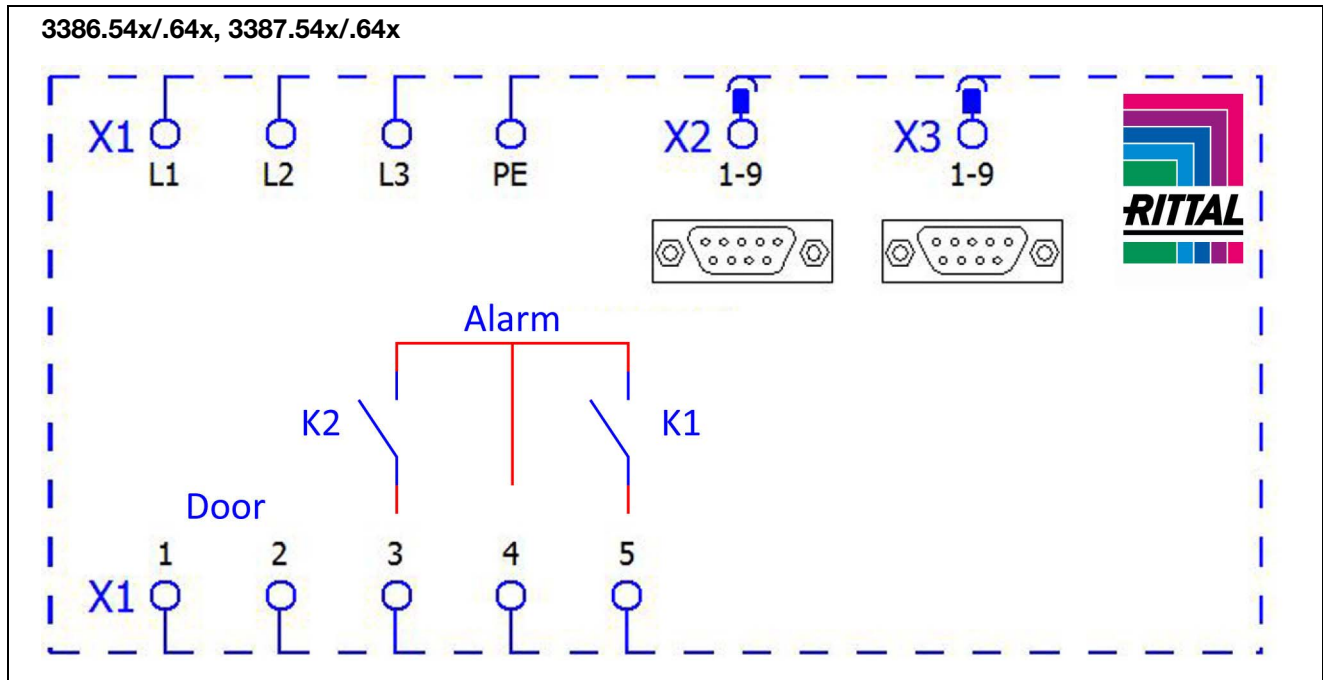 3386.54x/.64x, 3387.54x/.64x
X1 X2 X3
L1 L2 L3 PE 1-9 1-9
RITTAL
Alarm
K2 K1
Door
1 2 3 4 5
X1